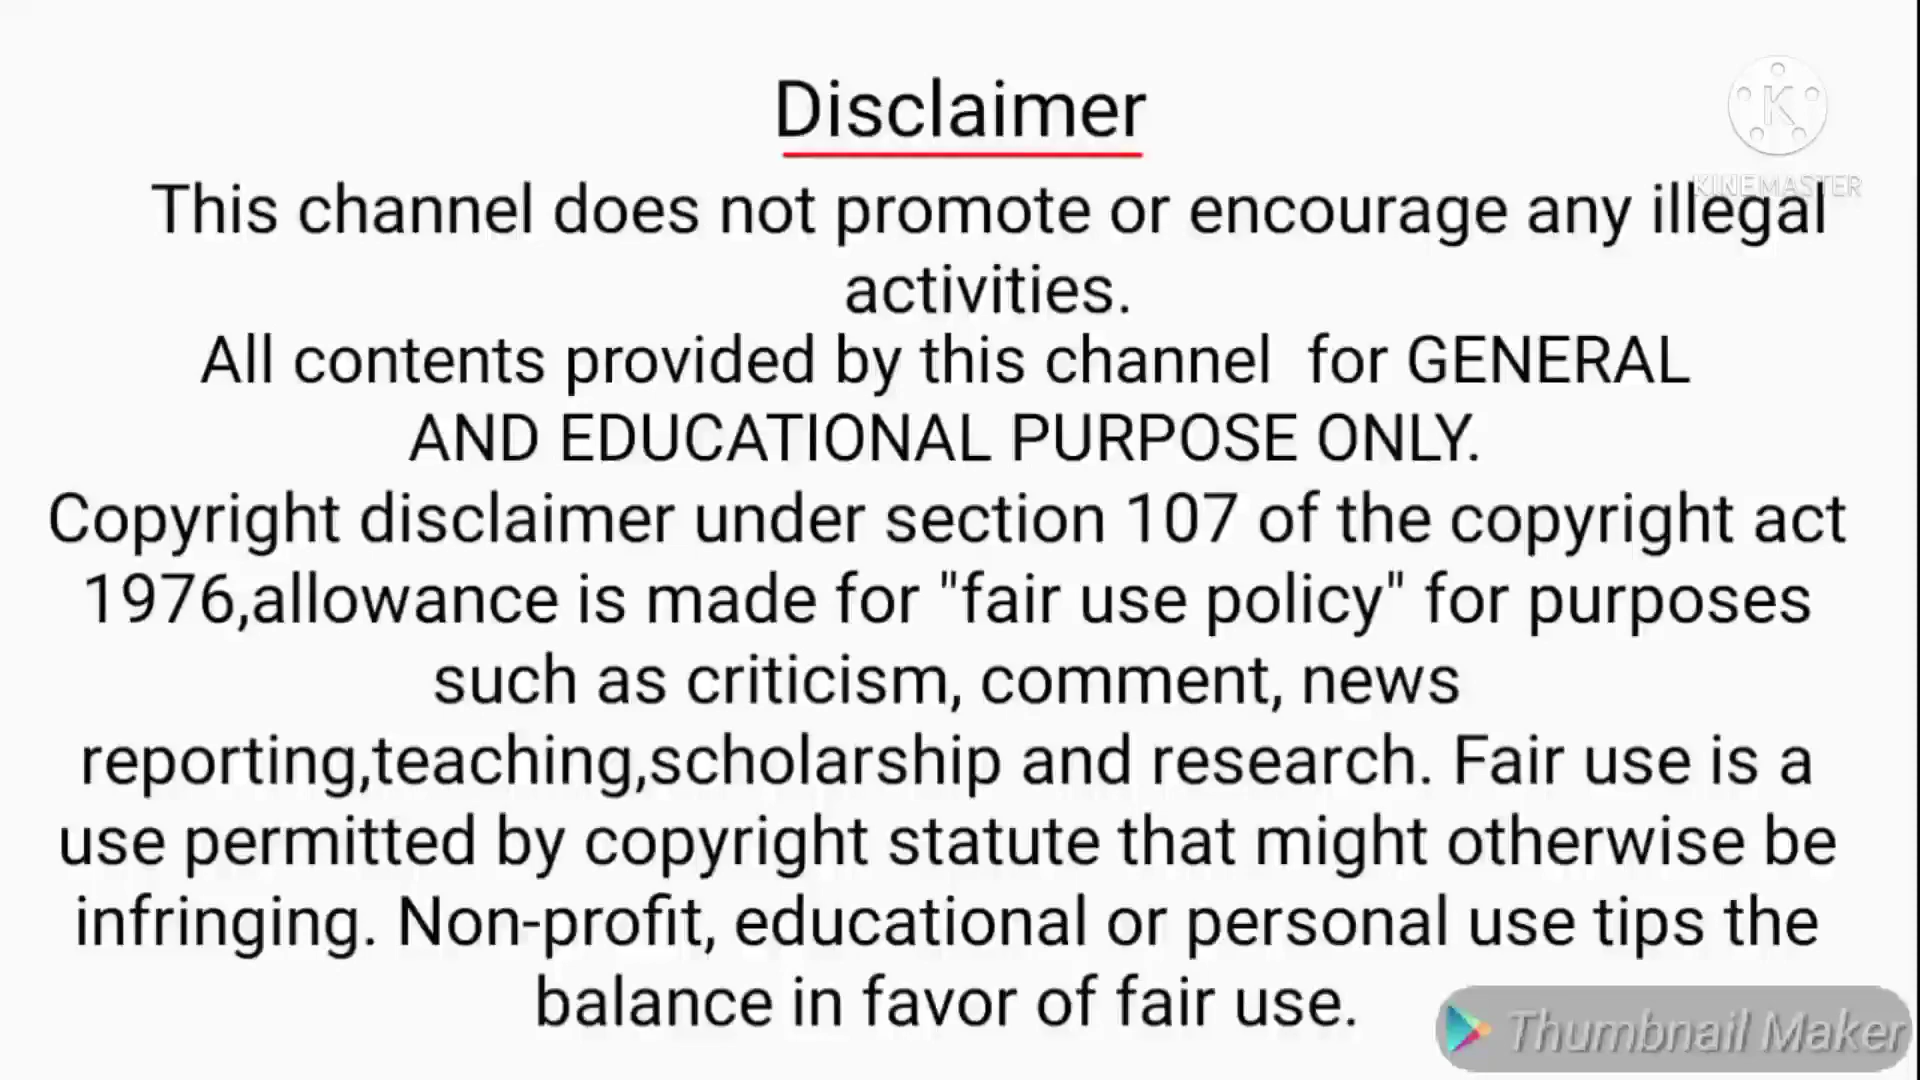 Disclaimer
KINEMASTER
This channel does not promote or encourage any illegal
activities.
All contents provided by this channel  for GENERAL
AND EDUCATIONAL PURPOSE ONLY.
Copyright disclaimer under section 107 of the copyright act
1976,allowance is made for "fair use policy" for purposes
such as criticism, comment, news
reporting,teaching,scholarship and research. Fair use is a
use permitted by copyright statute that might otherwise be
infringing. Non-profit, educational or personal use tips the
balance in favor of fair use.
Thumbnail Maker